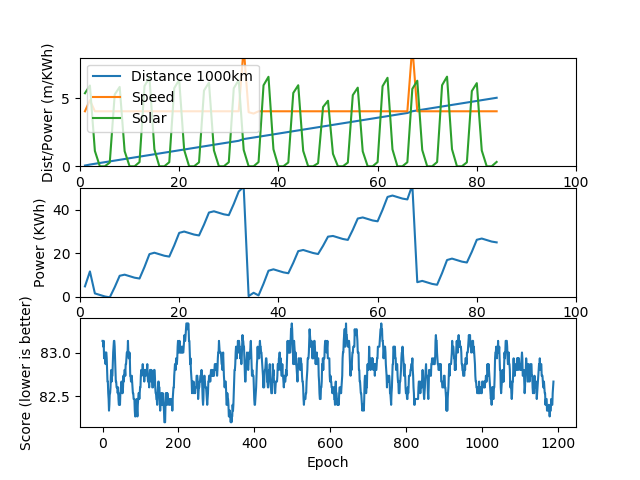 Dist/Power (m/KWh)
5
0
Distance 1000km
Speed
Solar
0 20 40 60 80 100
Power (KWh)
40
20
0
0 20 40 60 80 100
Score (lower is better)
83.0
82.5
0 200 400 600 800 1000 1200
Epoch